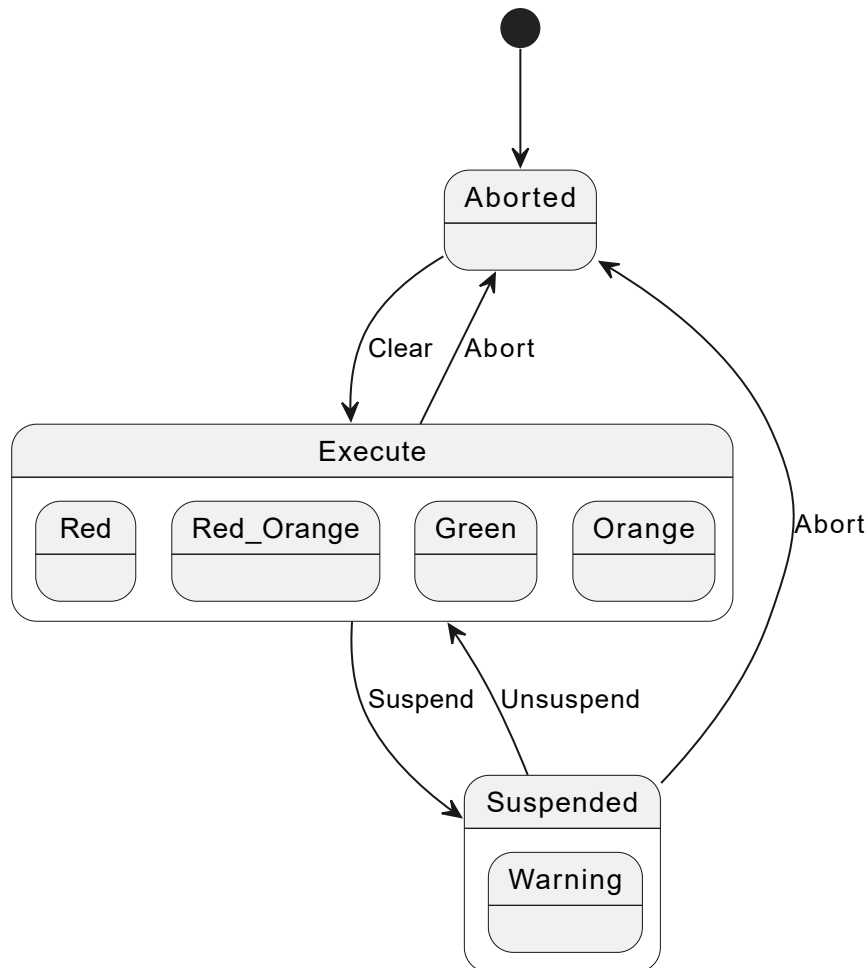 Aborted
Clear
Abort
Execute
Red
Red_Orange
Green
Orange
Abort
Suspend
Unsuspend
Suspended
Warning